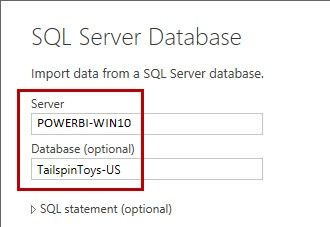 SQL Server Database
Import data from a SQL Server database.
Server
POWERBI-WIN10
Database (optional)
TailspinToys-US
SQL statement (optional)